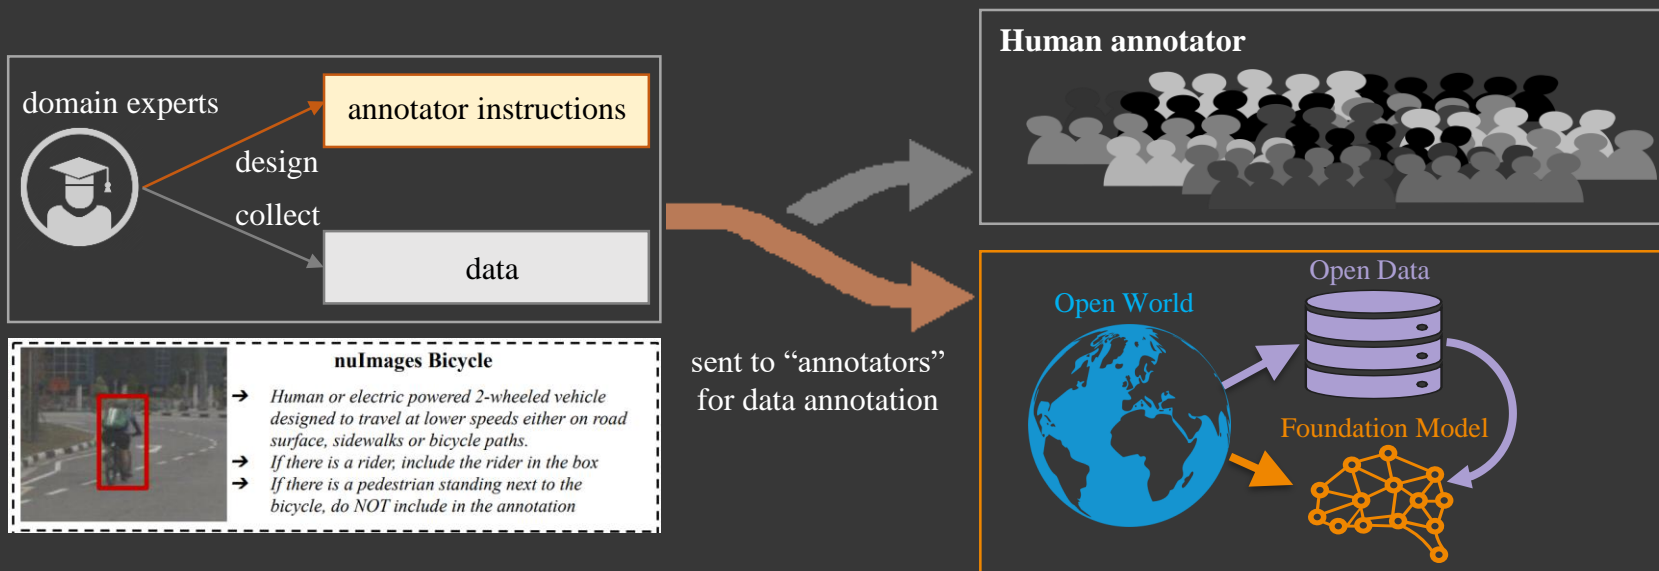 domain experts
annotator instructions
design
collect
data
nuImages Bicycle
➔ Human or electric powered 2-wheeled vehicle
designed to travel at lower speeds either on road
surface, sidewalks or bicycle paths.
➔ If there is a rider, include the rider in the box
➔ If there is a pedestrian standing next to the
bicycle, do NOT include in the annotation
sent to “annotators”
for data annotation
Human annotator
Open Data
Open World
Foundation Model